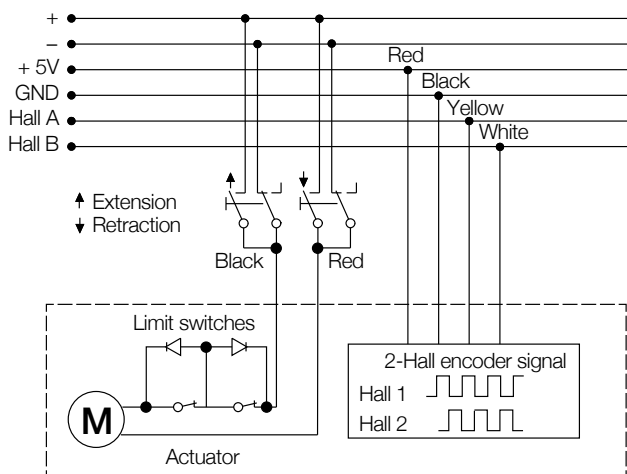 +
–
+ 5V
GND
Hall A
Hall B
Red
Black
Yellow
White
Extension
Retraction
Black
Red
Limit switches
M
Actuator
2-Hall encoder signal
Hall 1
Hall 2